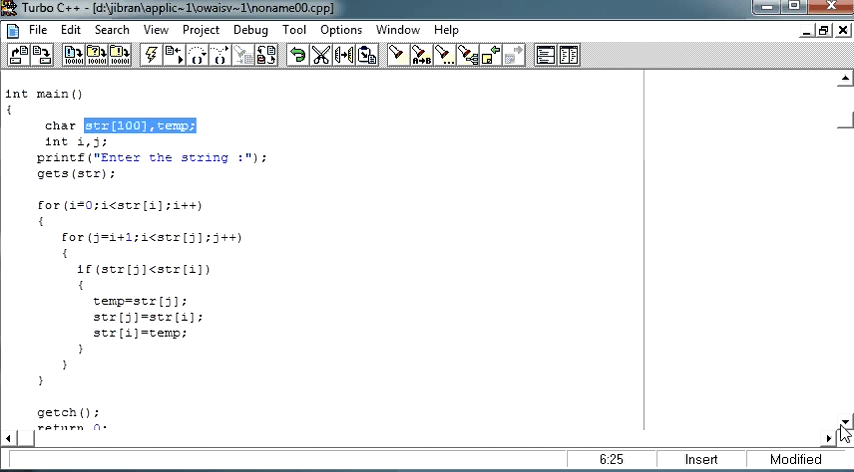 Turbo C++ - [d:\jibran\applic~1\owaisv~1\noname00.cpp]
File Edit Search View Project Debug Tool Options Window Help
int main()
{
char str[100],temp;
int i,j;
printf("Enter the string :");
gets(str);
for(i=0;i<str[i];i++)
{
for(j=i+1;i<str[j];j++)
{
if(str[j]<str[i])
{
temp=str[j];
str[j]=str[i];
str[i]=temp;
}
}
}
getch();
return 0;
6:25 Insert Modified